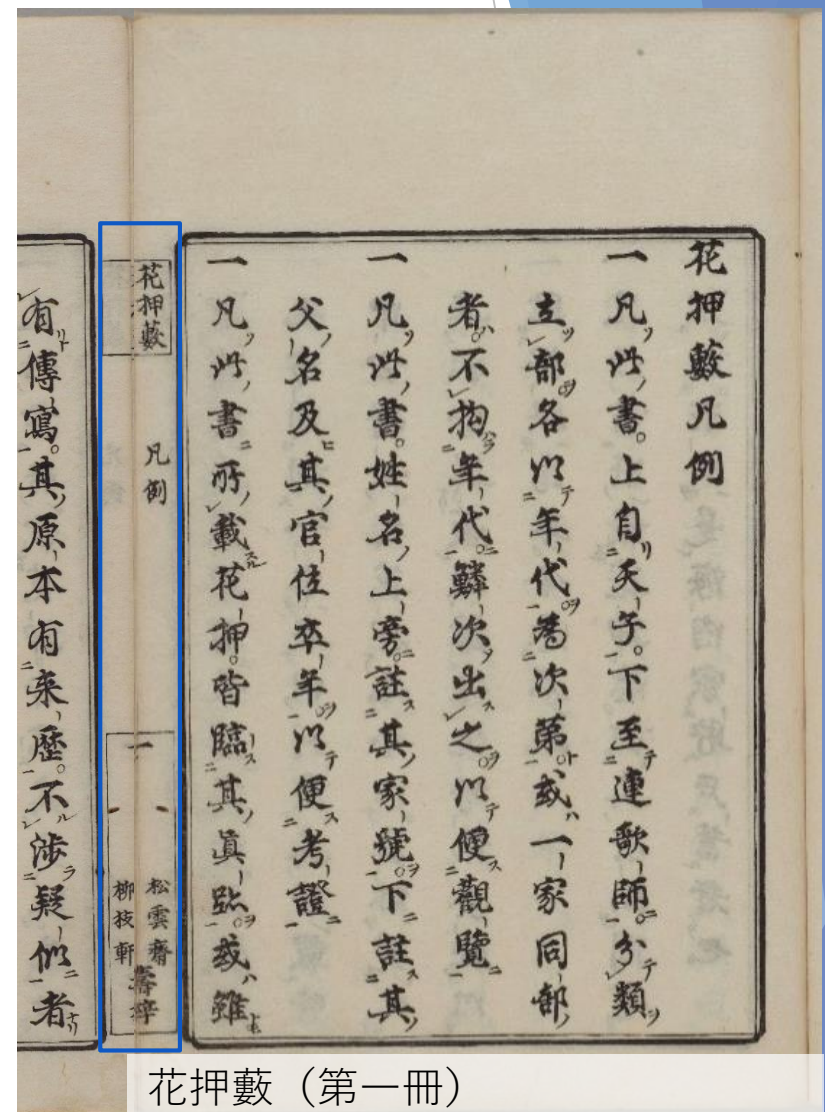 花押藪凡例
一凡此書。上自天子。下至連歌師。分類
立部。各以年代為次第。或一家同部
者。不拘年代鱗次出之。以便觀覽
一凡此書。姓名上旁。註其家號。下註其
父名及其官位卒年。以便考證
一凡此書所載花押。皆臨其眞跡。或雖
花押藪
凡例
一
松雲齋
柳枝軒
壽梓
有傳寫。其原本有来歴。不涉疑似者
花押藪（第一冊）